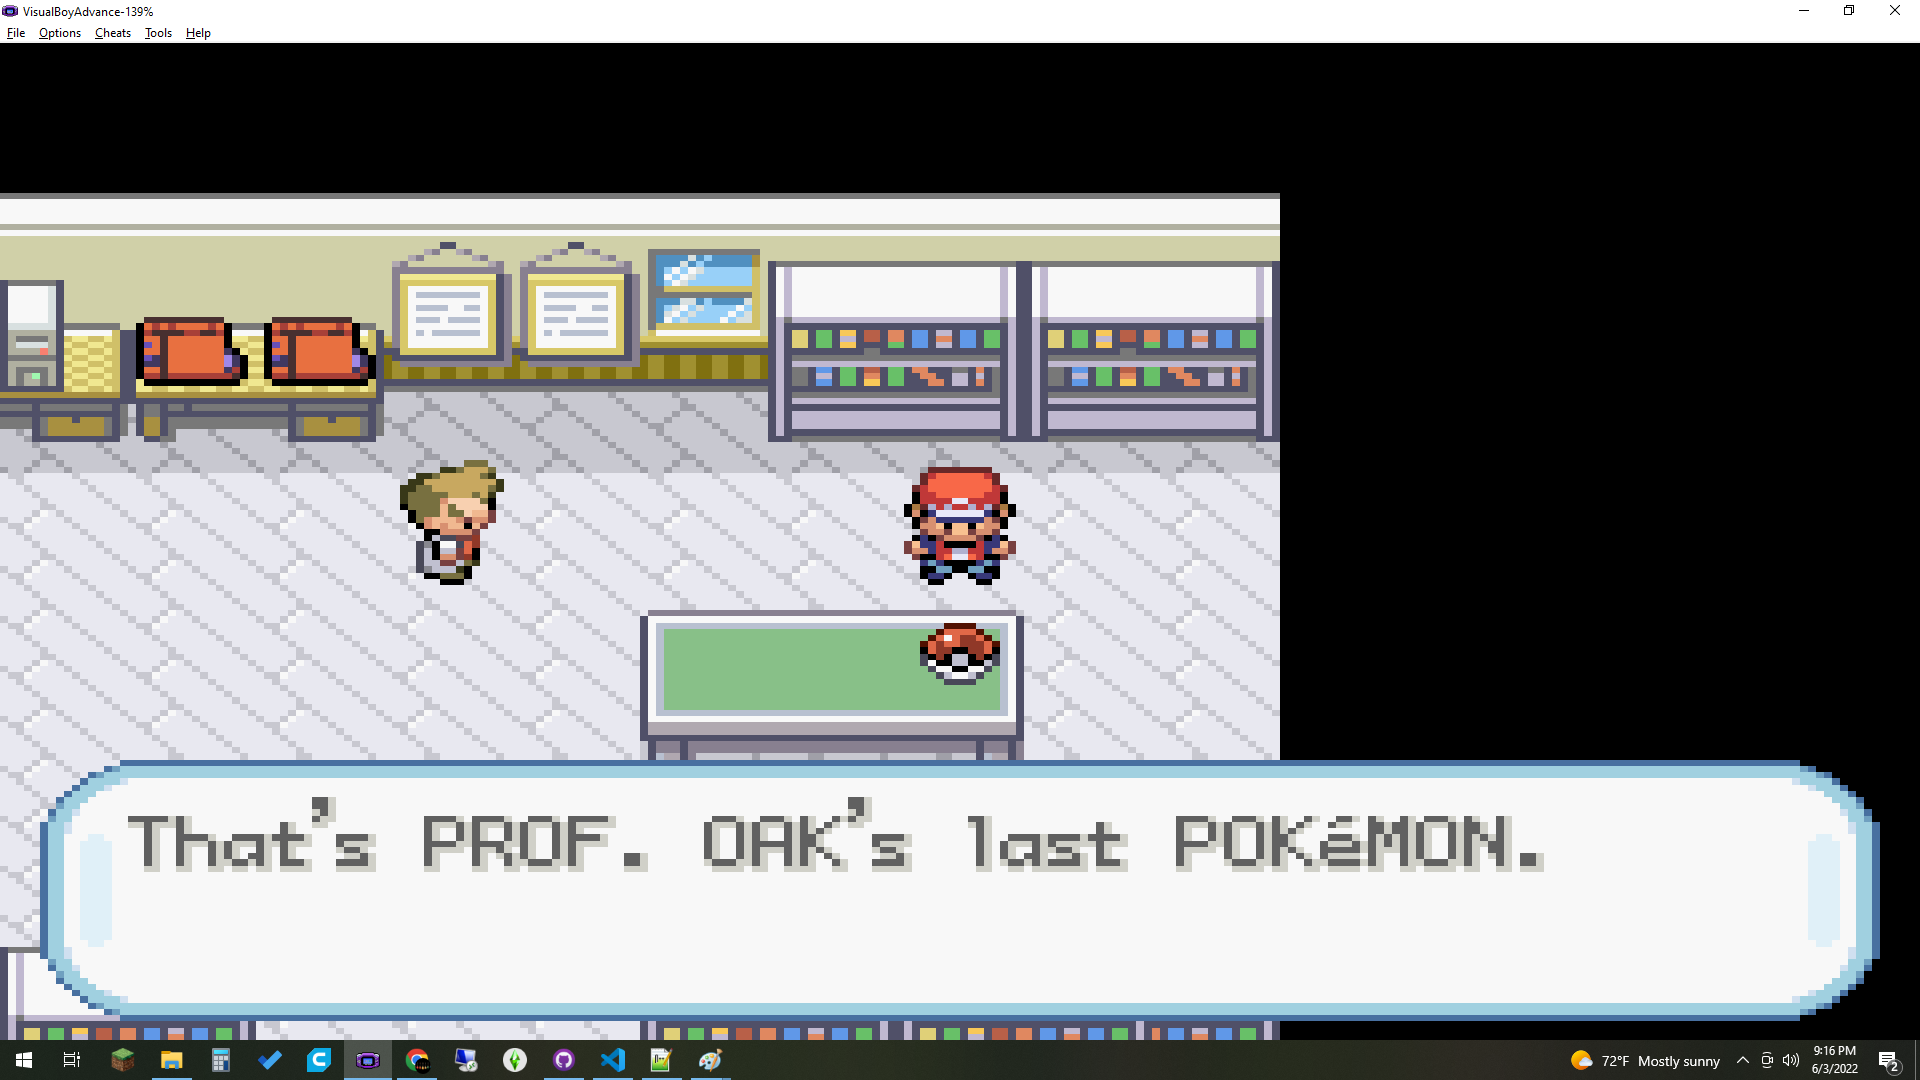 VisualBoyAdvance-139%
File Options Cheats Tools Help
That's PROF. OAK's last POKéMON.
72°F Mostly sunny
9:16 PM
6/3/2022
2